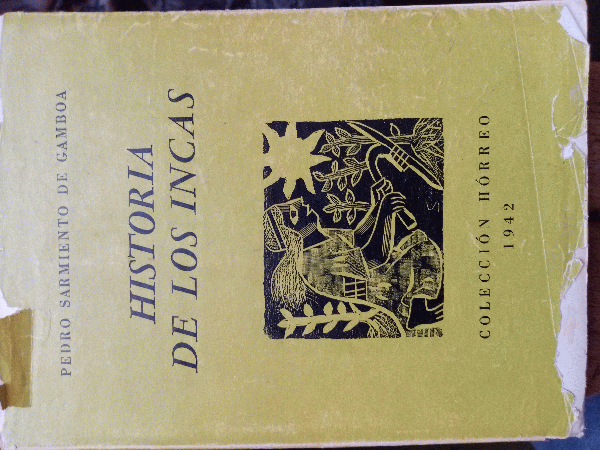 PEDRO SARMIENTO DE GAMBOA
HISTORIA
DE LOS INCAS
COLECCIÓN HÓRREO
1942